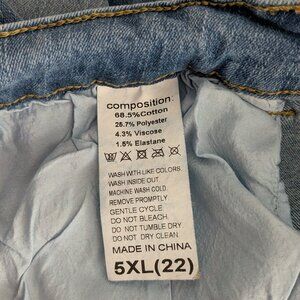 composition:
68.5%Cotton
25.7% Polyester
4.3% Viscose
1.5% Elastane
WASH WITH LIKE COLORS.
WASH INSIDE OUT
MACHINE WASH COLD.
REMOVE PROMPTLY
GENTLE CYCLE.
DO NOT BLEACH.
DO NOT TUMBLE DRY
DO NOT DRY CLEAN.
MADE IN CHINA
5XL(22)